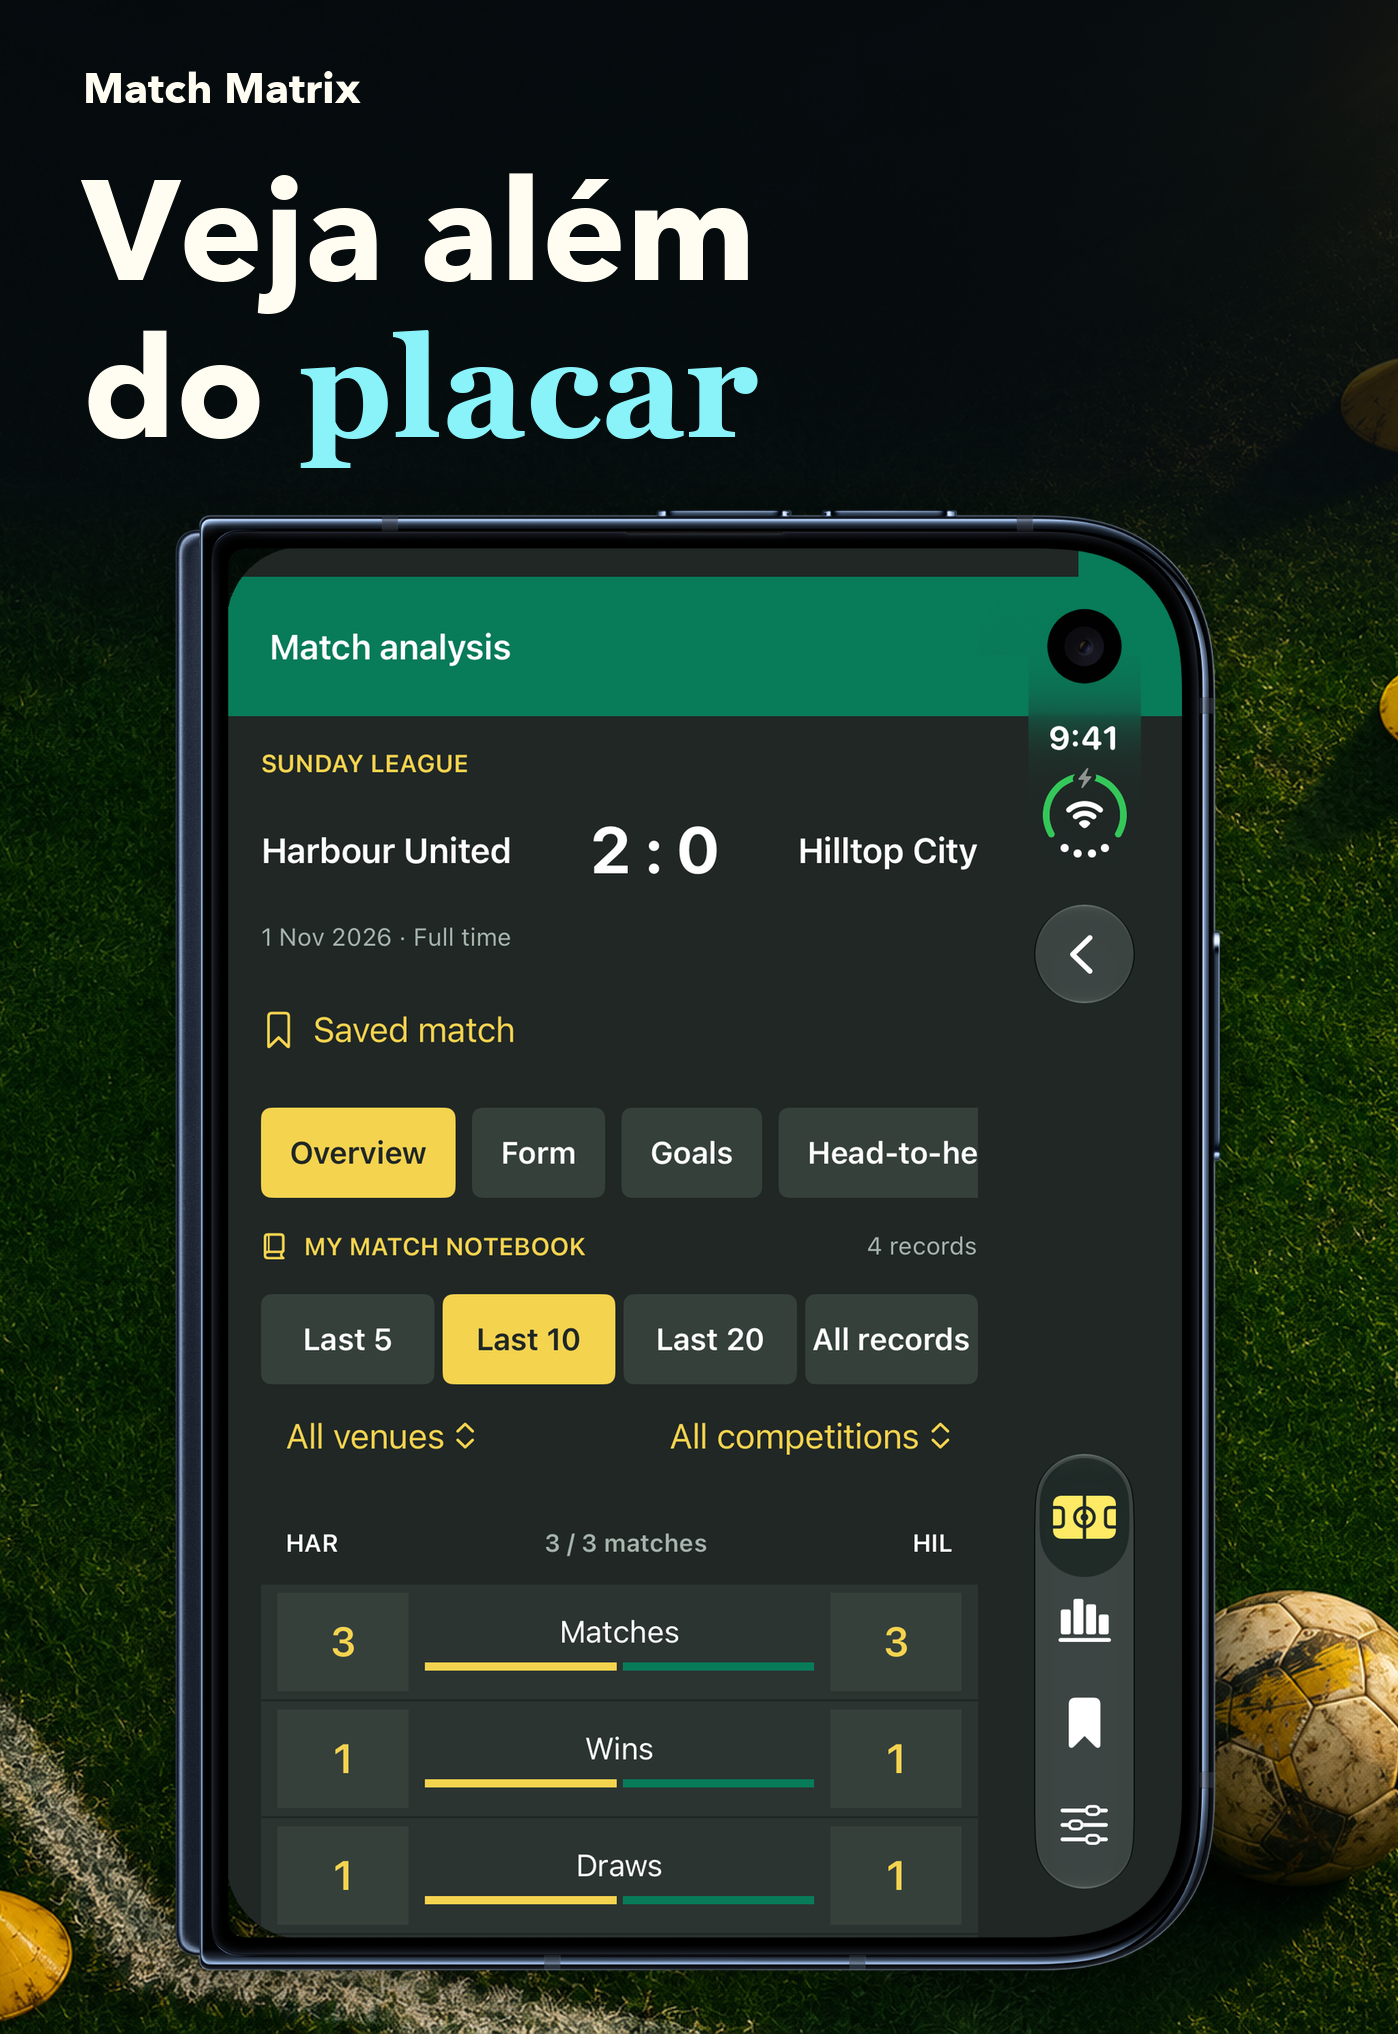 Match Matrix
Veja além
do placar
Match analysis
9:41
SUNDAY LEAGUE
Harbour United 2 : 0 Hilltop City
1 Nov 2026 · Full time
Saved match
Overview Form Goals Head-to-he
MY MATCH NOTEBOOK 4 records
Last 5 Last 10 Last 20 All records
All venues All competitions
HAR 3 / 3 matches HIL
3 Matches 3
1 Wins 1
1 Draws 1